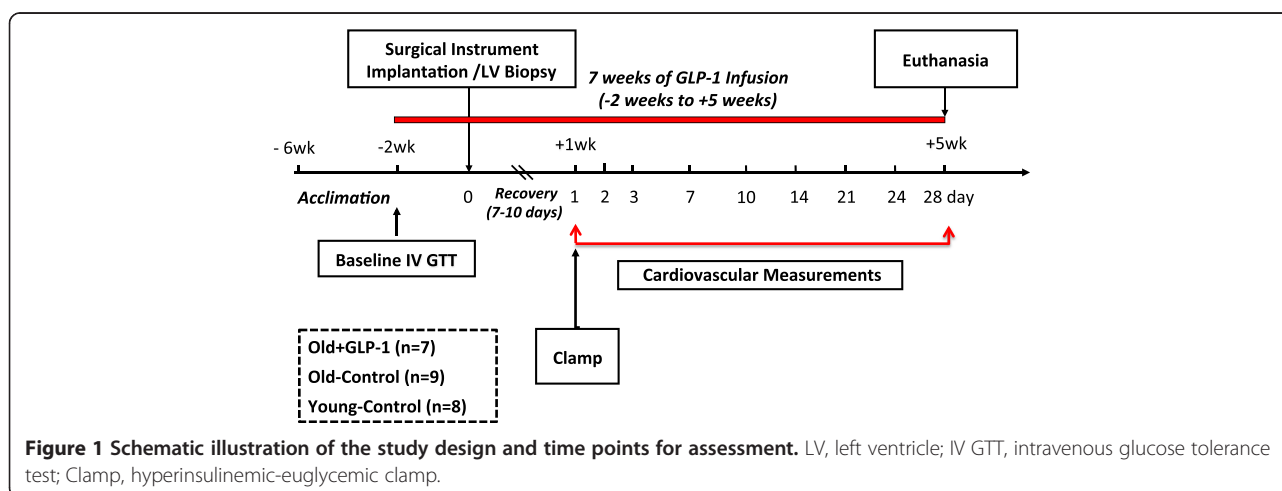 Surgical Instrument
Implantation /LV Biopsy
7 weeks of GLP-1 Infusion
(-2 weeks to +5 weeks)
Euthanasia
- 6wk
-2wk
+1wk
+5wk
Acclimation
0
Recovery
(7-10 days)
1
2
3
7
10
14
21
24
28 day
Baseline IV GTT
Cardiovascular Measurements
Clamp
Old+GLP-1 (n=7)
Old-Control (n=9)
Young-Control (n=8)
Figure 1 Schematic illustration of the study design and time points for assessment. LV, left ventricle; IV GTT, intravenous glucose tolerance
test; Clamp, hyperinsulinemic-euglycemic clamp.